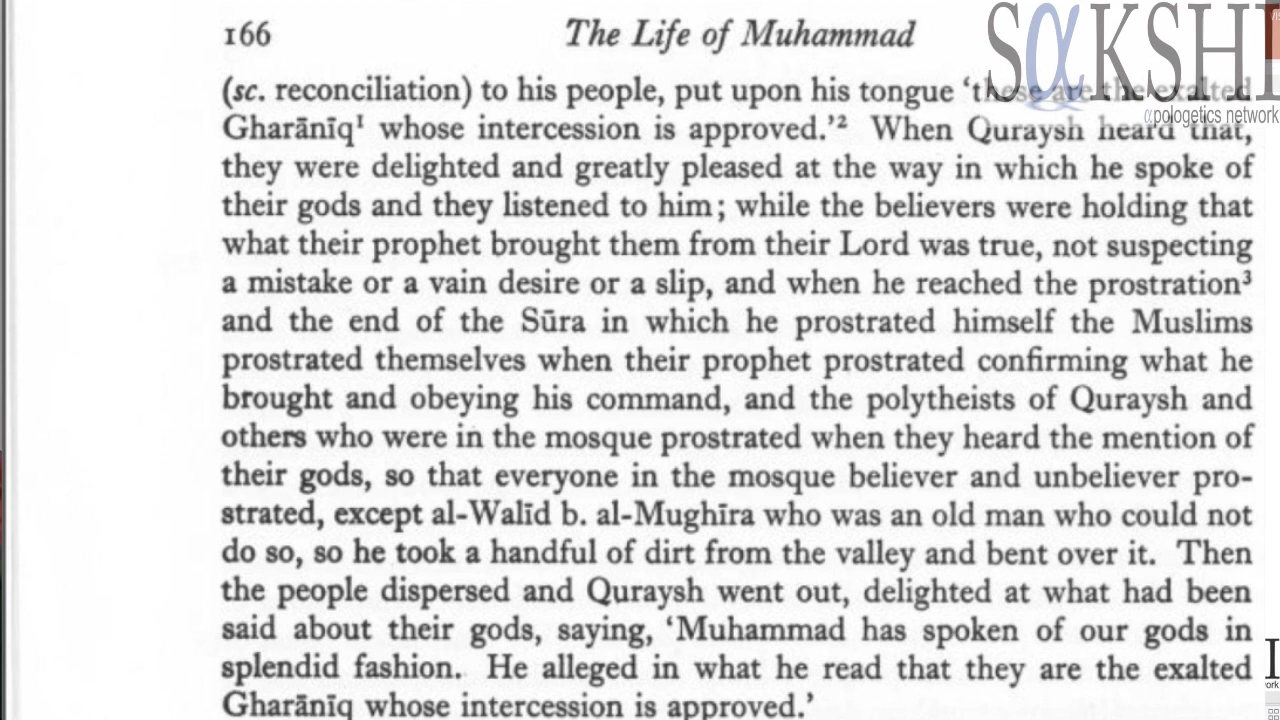 166 The Life of Muhammad
SαKSHI
αpologetics network
(sc. reconciliation) to his people, put upon his tongue ‘these are the exalted
Gharānīq¹ whose intercession is approved.’² When Quraysh heard that,
they were delighted and greatly pleased at the way in which he spoke of
their gods and they listened to him; while the believers were holding that
what their prophet brought them from their Lord was true, not suspecting
a mistake or a vain desire or a slip, and when he reached the prostration³
and the end of the Sūra in which he prostrated himself the Muslims
prostrated themselves when their prophet prostrated confirming what he
brought and obeying his command, and the polytheists of Quraysh and
others who were in the mosque prostrated when they heard the mention of
their gods, so that everyone in the mosque believer and unbeliever pro-
strated, except al-Walīd b. al-Mughīra who was an old man who could not
do so, so he took a handful of dirt from the valley and bent over it. Then
the people dispersed and Quraysh went out, delighted at what had been
said about their gods, saying, ‘Muhammad has spoken of our gods in
splendid fashion. He alleged in what he read that they are the exalted
Gharānīq whose intercession is approved.’